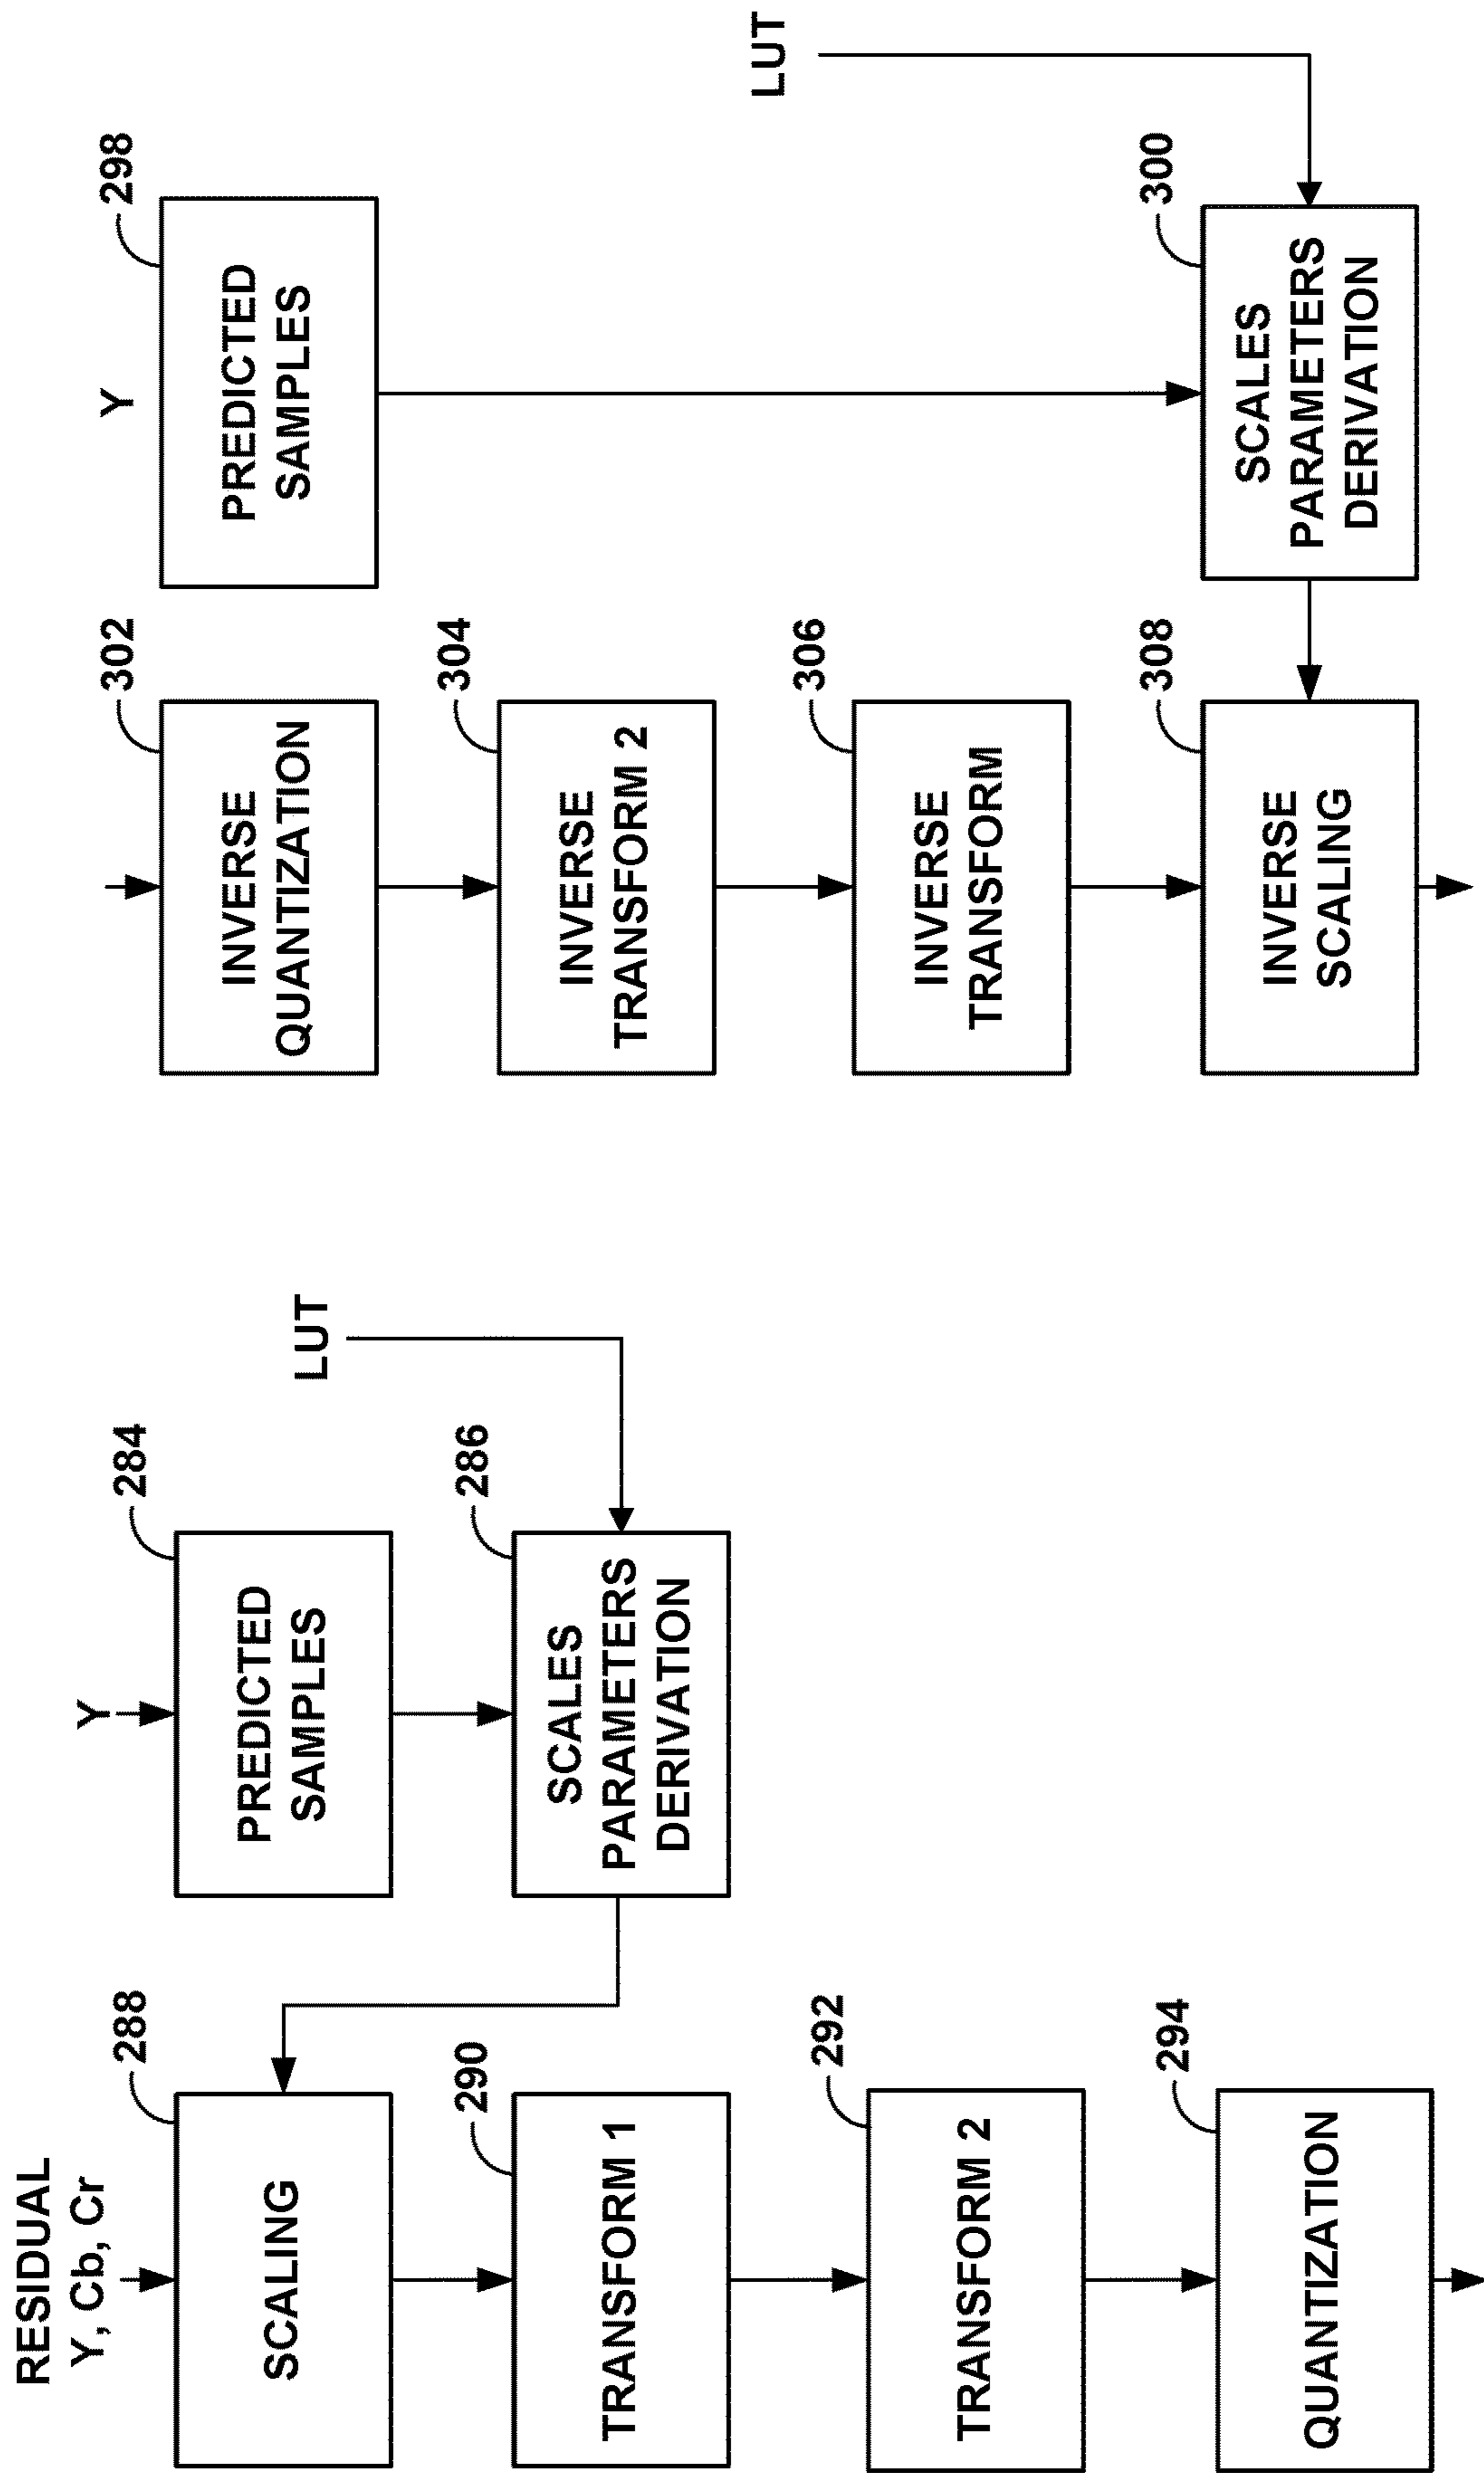 RESIDUAL
Y, Cb, Cr
288
SCALING
290
TRANSFORM 1
292
TRANSFORM 2
294
QUANTIZATION
Y
284
PREDICTED
SAMPLES
286
SCALES
PARAMETERS
DERIVATION
LUT
302
INVERSE
QUANTIZATION
304
INVERSE
TRANSFORM 2
306
INVERSE
TRANSFORM
308
INVERSE
SCALING
Y
298
PREDICTED
SAMPLES
300
SCALES
PARAMETERS
DERIVATION
LUT